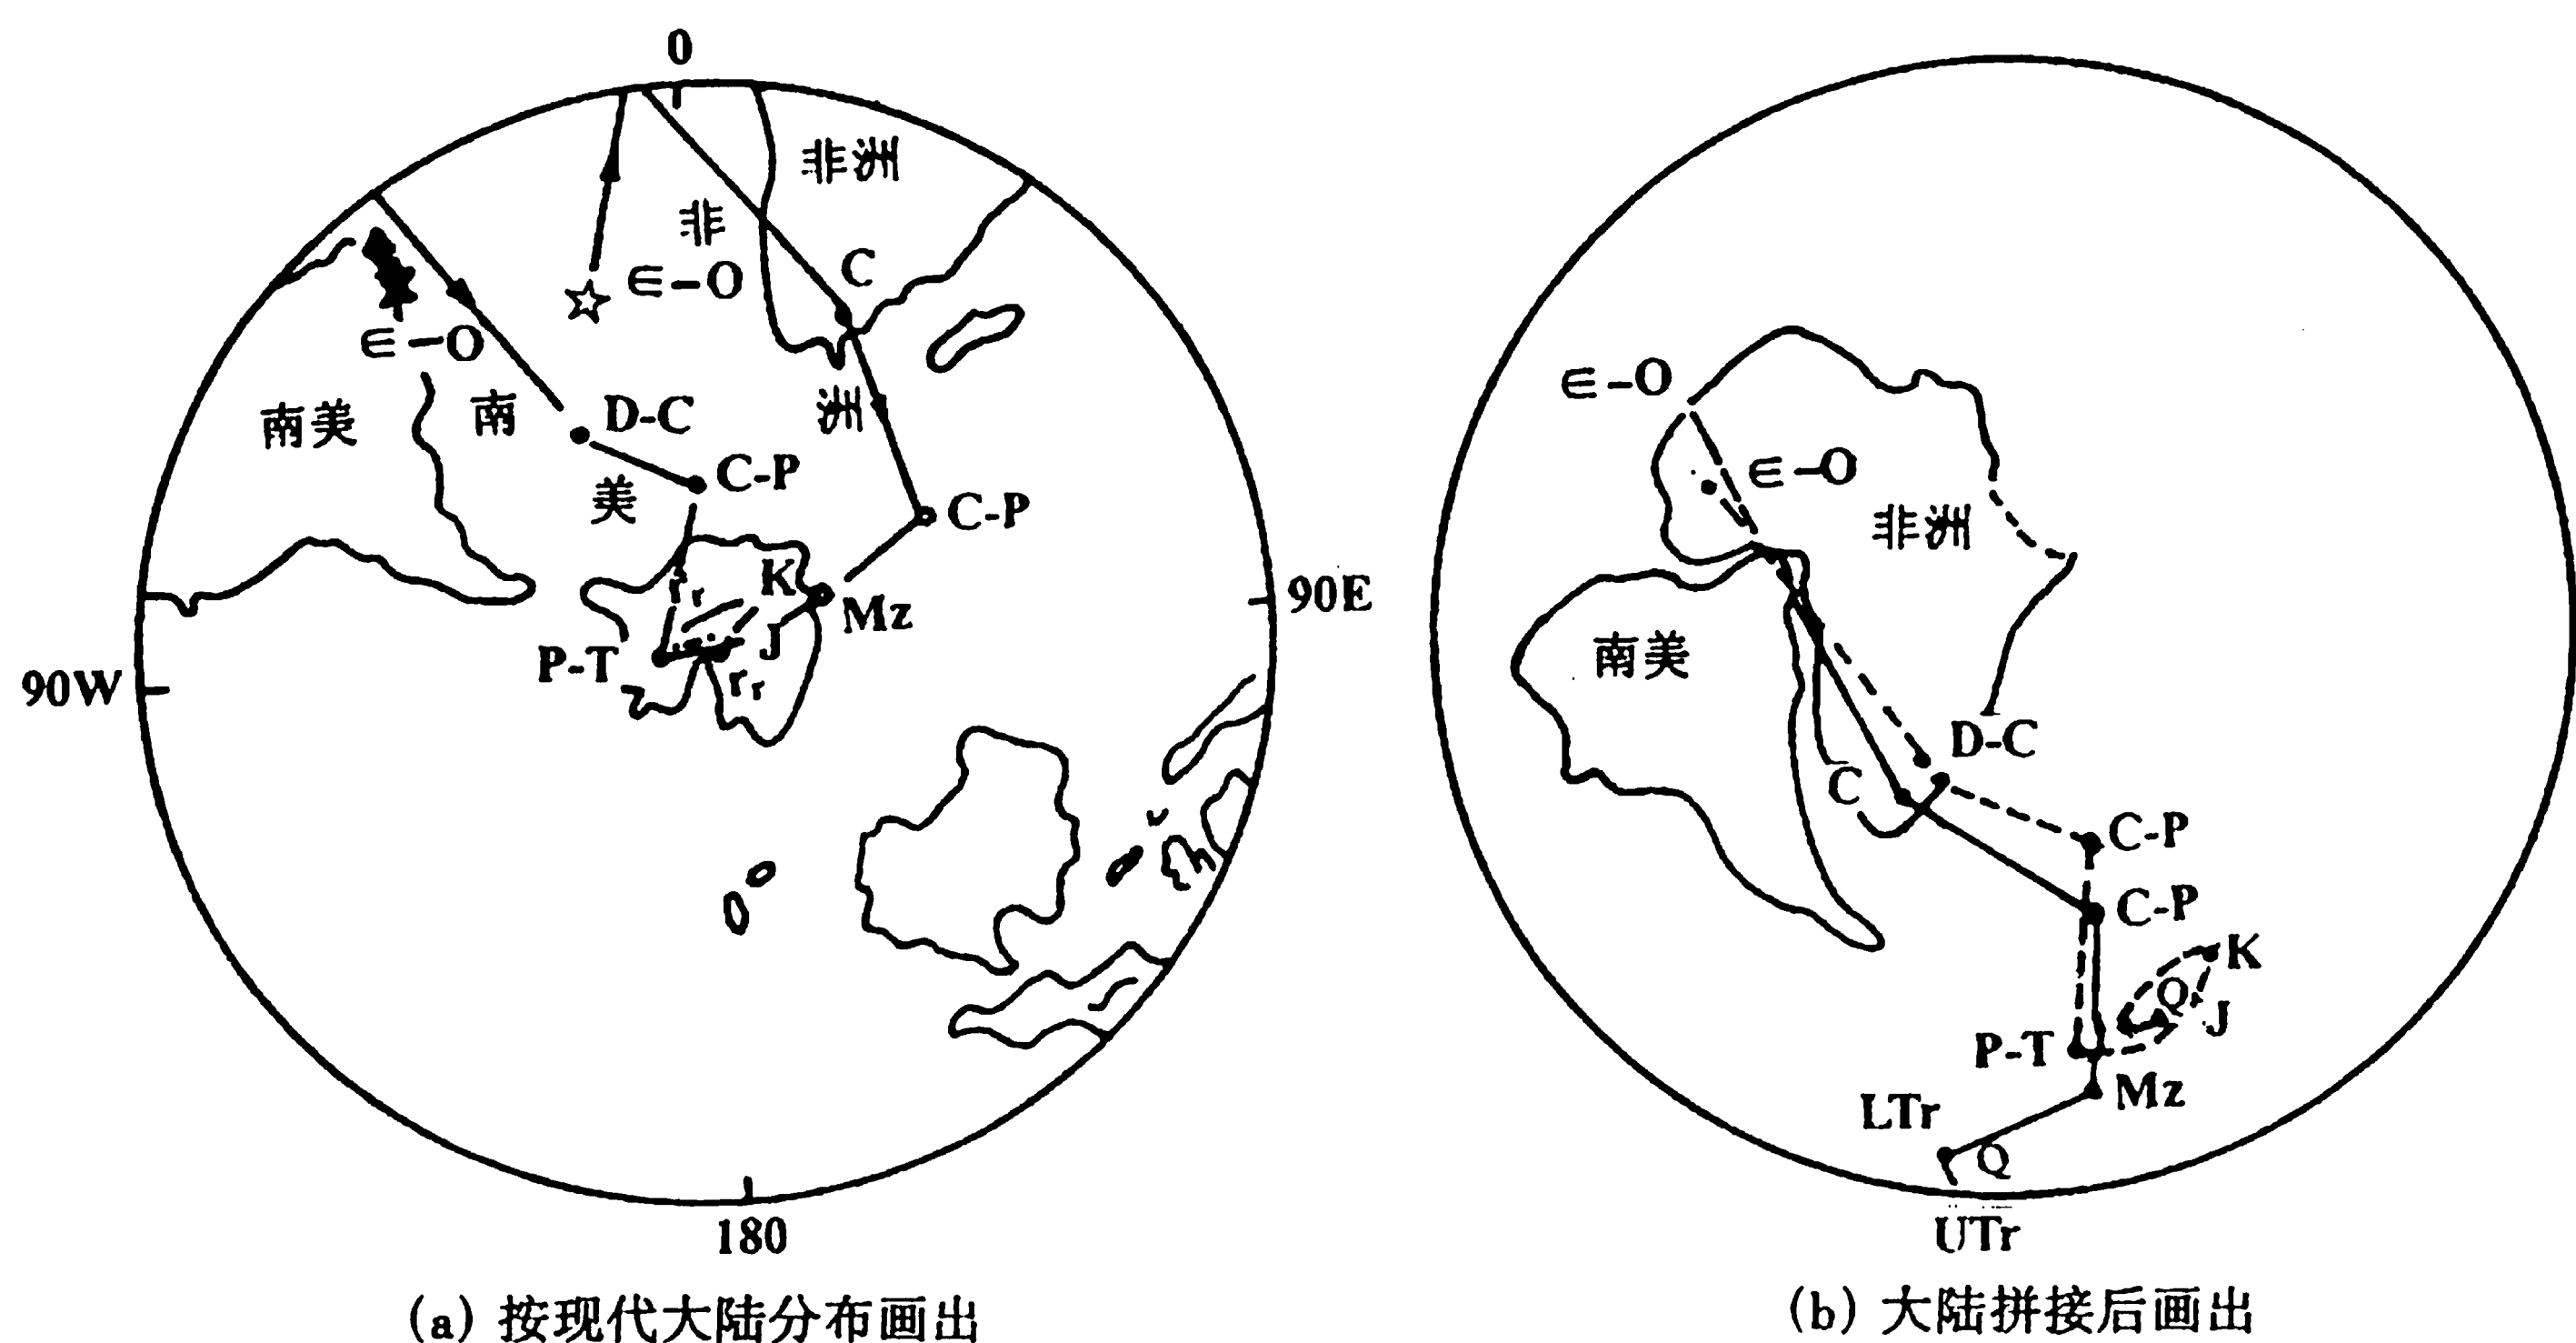 0
非洲
非
∈-O
C
∈-O
南美
南
D-C
洲
C-P
美
C-P
K
Mz
P-T
J
90E
90W
180
(a) 按现代大陆分布画出
∈-O
∈-O
非洲
南美
D-C
C
C-P
C-P
K
Q
J
P-T
Mz
LTr
Q
UTr
(b) 大陆拼接后画出